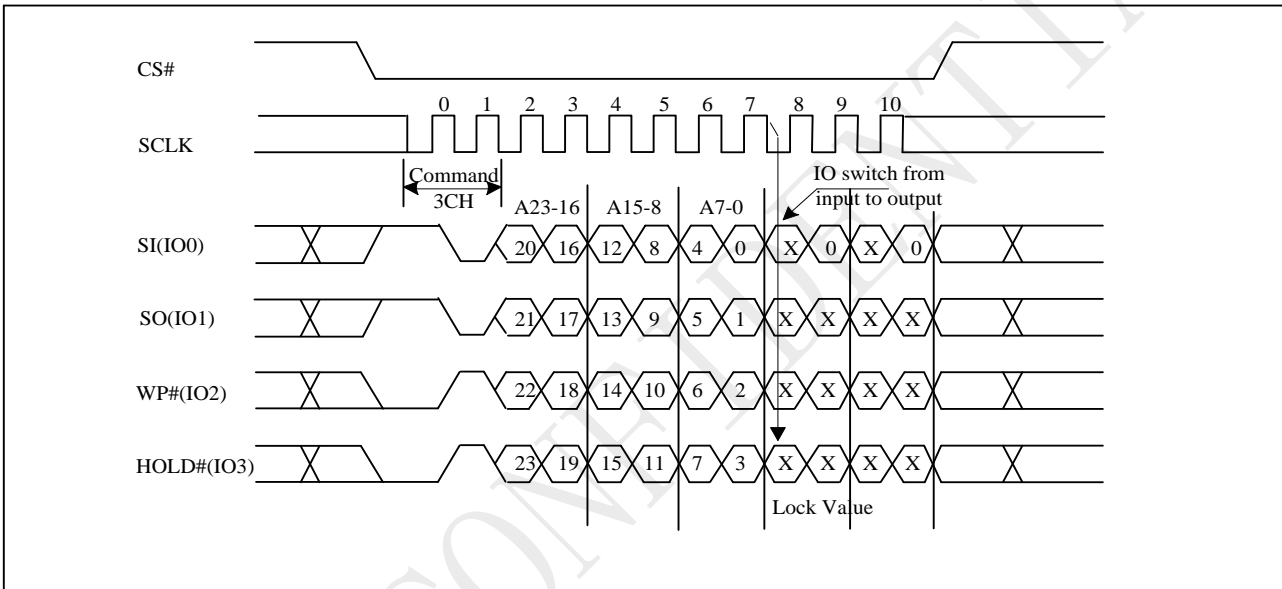 CS#
0 1 2 3 4 5 6 7 8 9 10
SCLK
Command
3CH
IO switch from
input to output
A23-16 A15-8 A7-0
SI(IO0) 20 16 12 8 4 0 X 0 X 0
SO(IO1) 21 17 13 9 5 1 X X X X
WP#(IO2) 22 18 14 10 6 2 X X X X
HOLD#(IO3) 23 19 15 11 7 3 X X X X
Lock Value
CONFIDENTIA